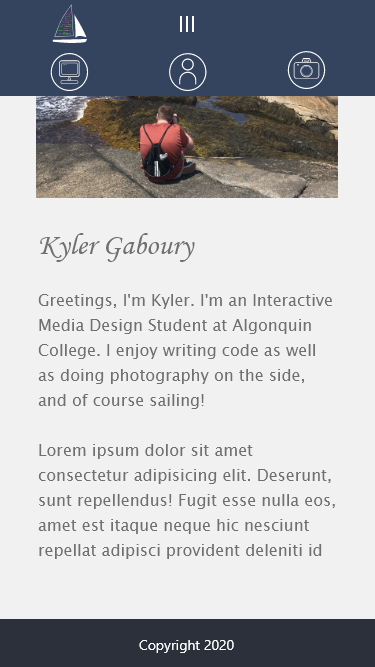 Kyler Gaboury
Greetings, I'm Kyler. I'm an Interactive
Media Design Student at Algonquin
College. I enjoy writing code as well
as doing photography on the side,
and of course sailing!
Lorem ipsum dolor sit amet
consectetur adipisicing elit. Deserunt,
sunt repellendus! Fugit esse nulla eos,
amet est itaque neque hic nesciunt
repellat adipisci provident deleniti id
Copyright 2020